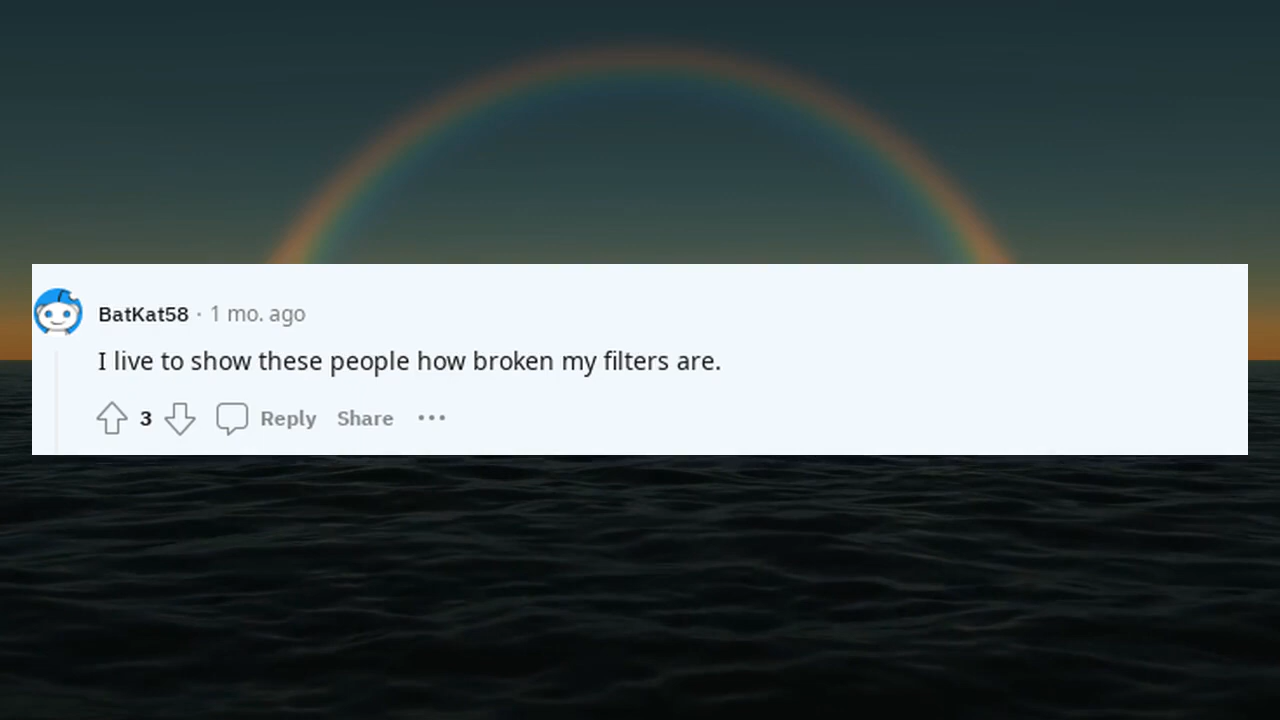 BatKat58 · 1 mo. ago
I live to show these people how broken my filters are.
3 Reply Share ···